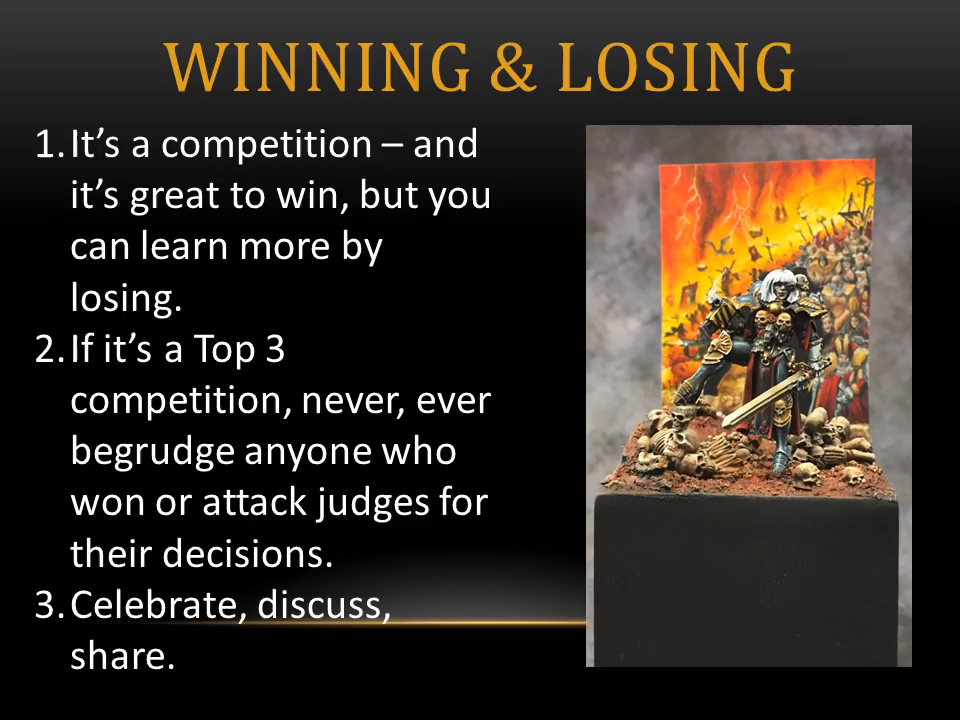 WINNING & LOSING
1. It’s a competition – and
it’s great to win, but you
can learn more by
losing.
2. If it’s a Top 3
competition, never, ever
begrudge anyone who
won or attack judges for
their decisions.
3. Celebrate, discuss,
share.